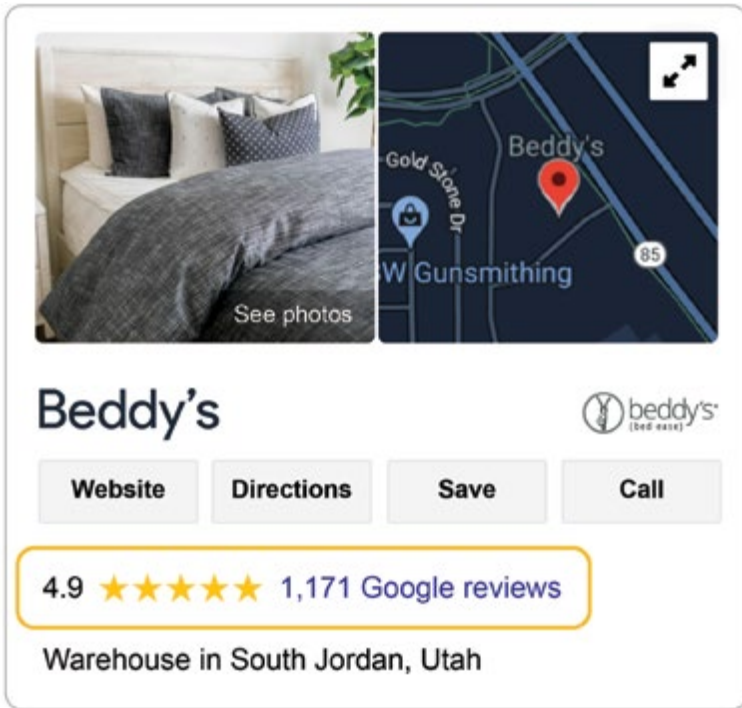 See photos
Beddy's
Gold Stone Dr
85
W Gunsmithing
Beddy's
beddy's
(bed ease)
Website Directions Save Call
4.9 ★★★★★ 1,171 Google reviews
Warehouse in South Jordan, Utah